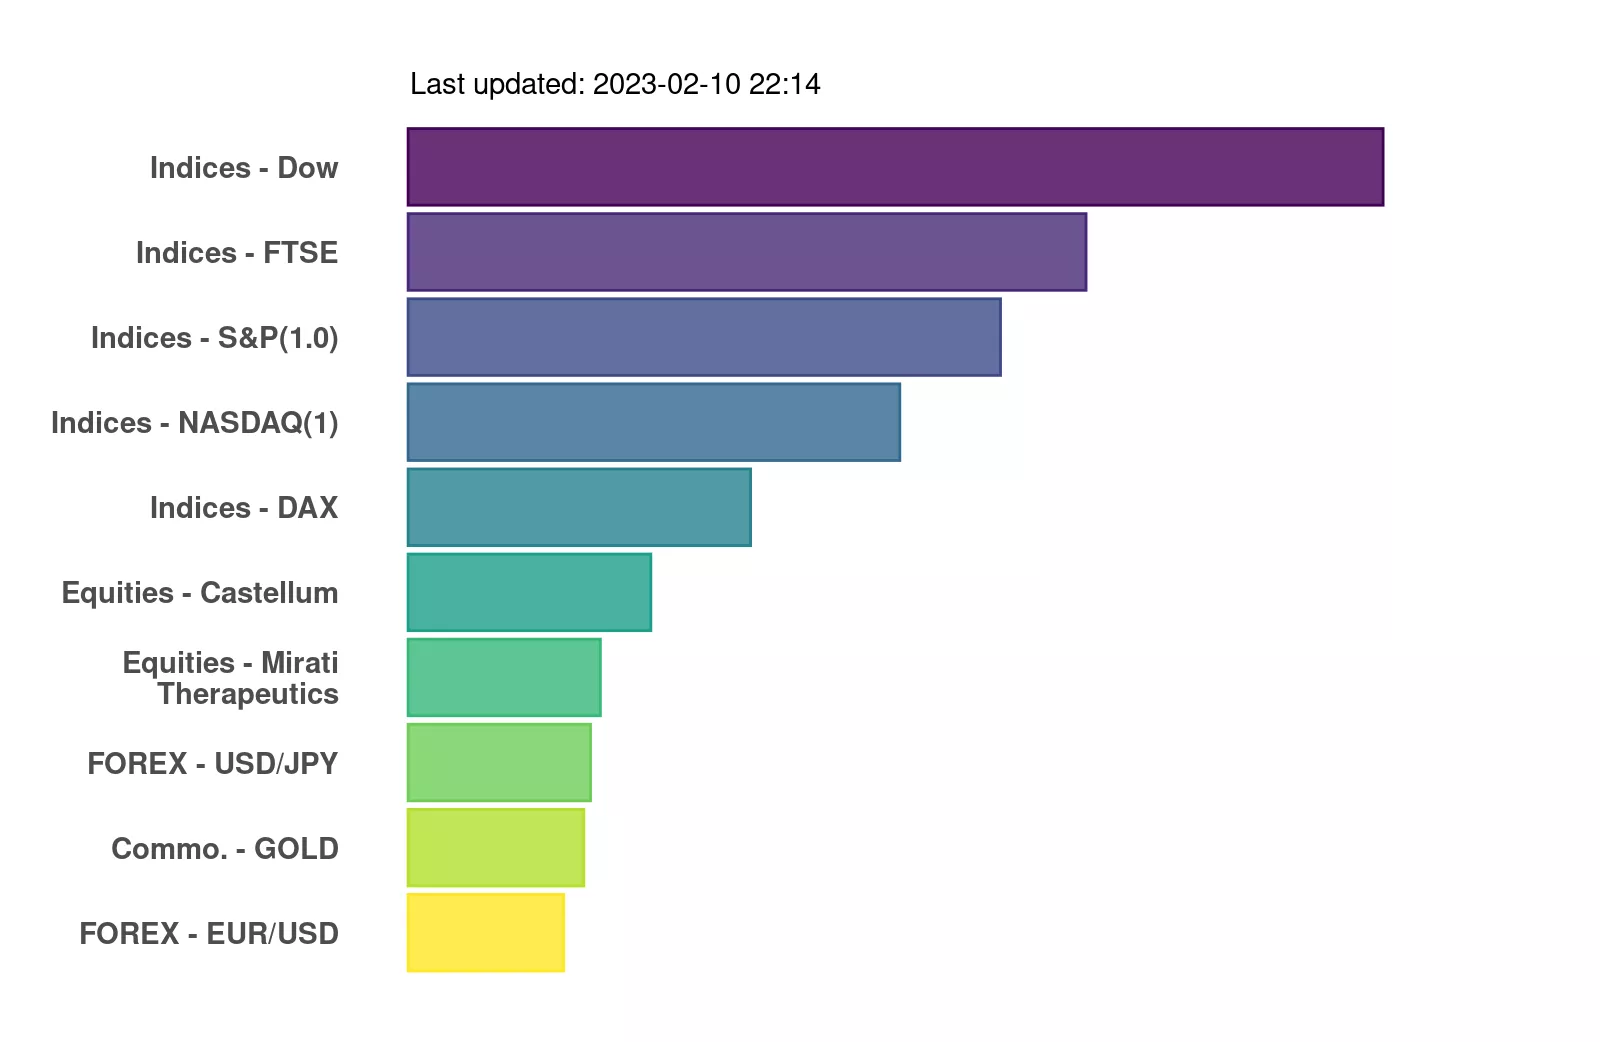 Last updated: 2023-02-10 22:14
Indices - Dow
Indices - FTSE
Indices - S&P(1.0)
Indices - NASDAQ(1)
Indices - DAX
Equities - Castellum
Equities - Mirati
Therapeutics
FOREX - USD/JPY
Commo. - GOLD
FOREX - EUR/USD